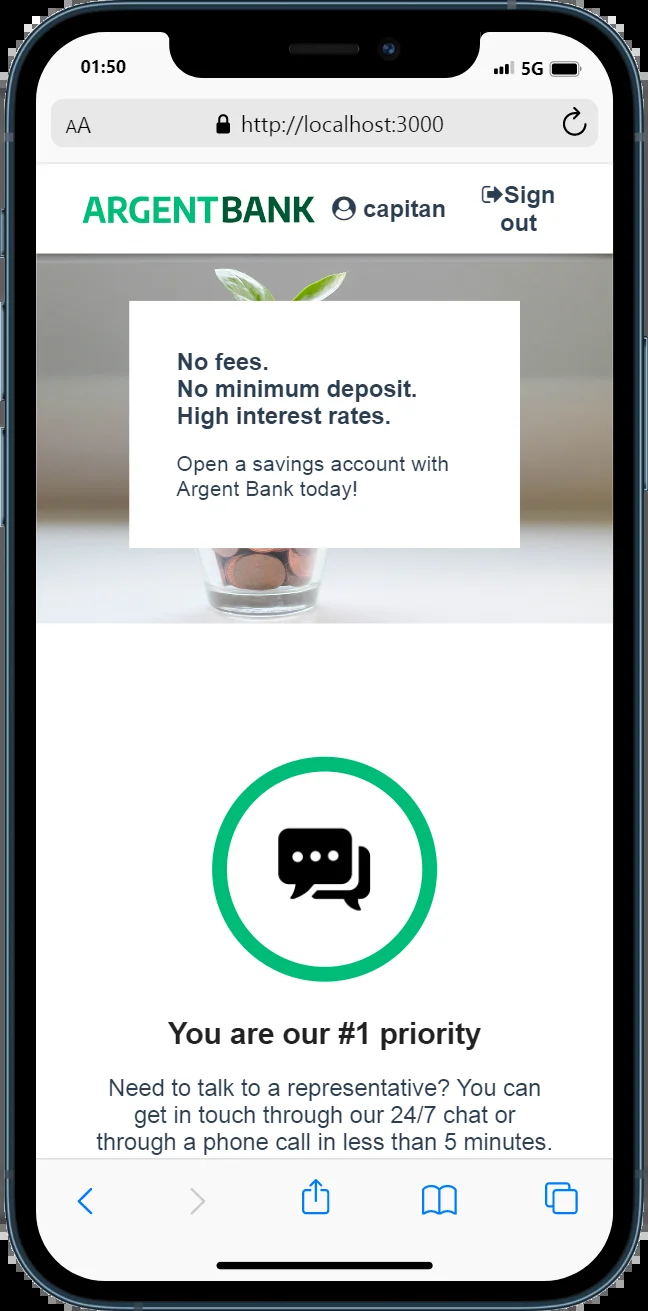 01:50
5G
AA
http://localhost:3000
ARGENTBANK
capitan
Sign
out
No fees.
No minimum deposit.
High interest rates.
Open a savings account with
Argent Bank today!
You are our #1 priority
Need to talk to a representative? You can
get in touch through our 24/7 chat or
through a phone call in less than 5 minutes.